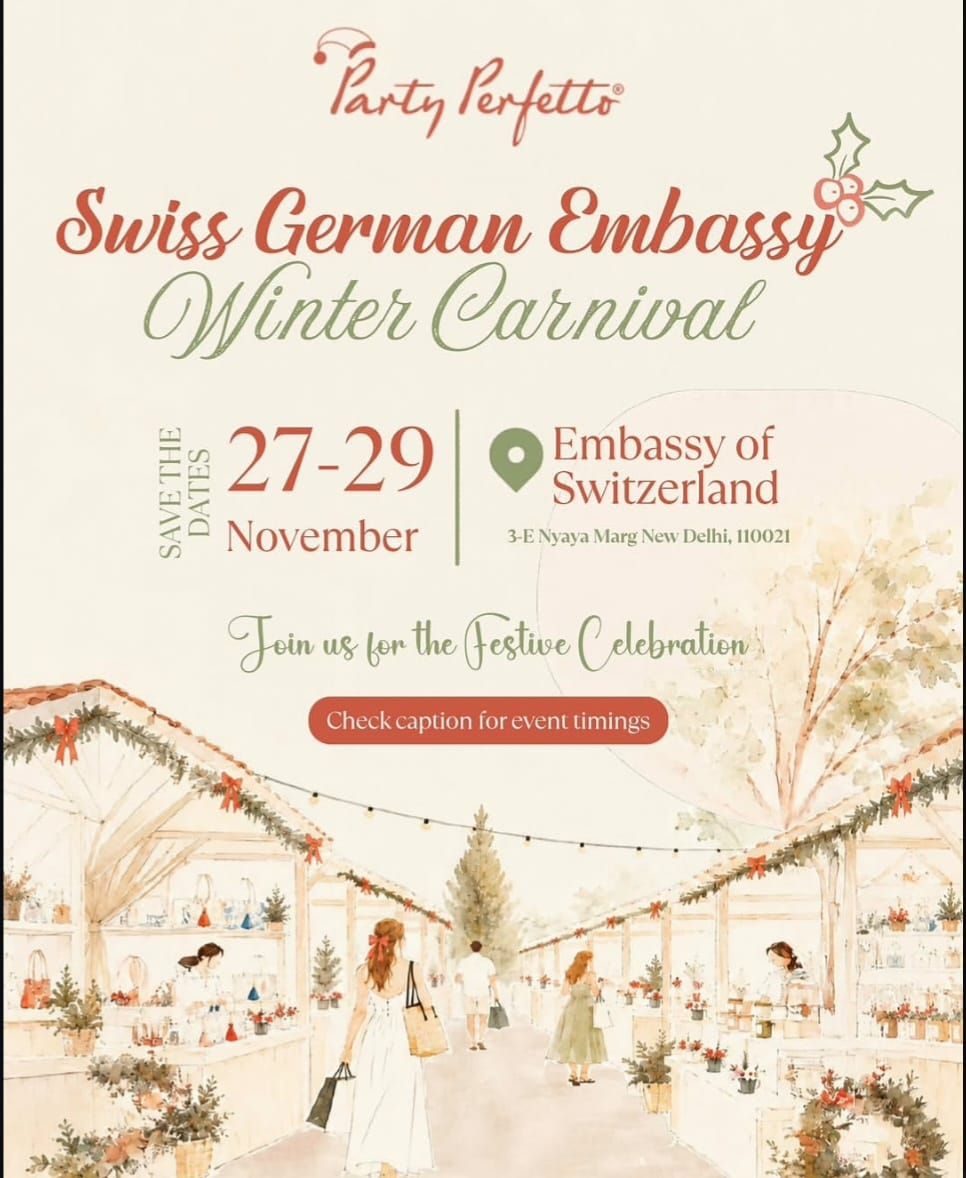 Party Perfetto®
Swiss German Embassy
Winter Carnival
SAVE THE
DATES
27-29
November
Embassy of
Switzerland
3-E Nyaya Marg New Delhi, 110021
Join us for the Festive Celebration
Check caption for event timings